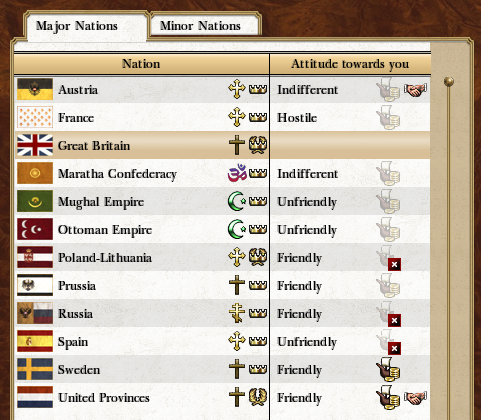 Major Nations Minor Nations
Nation Attitude towards you
Austria Indifferent
France Hostile
Great Britain
Maratha Confederacy Indifferent
Mughal Empire Unfriendly
Ottoman Empire Unfriendly
Poland-Lithuania Friendly
Prussia Friendly
Russia Friendly
Spain Unfriendly
Sweden Friendly
United Provinces Friendly